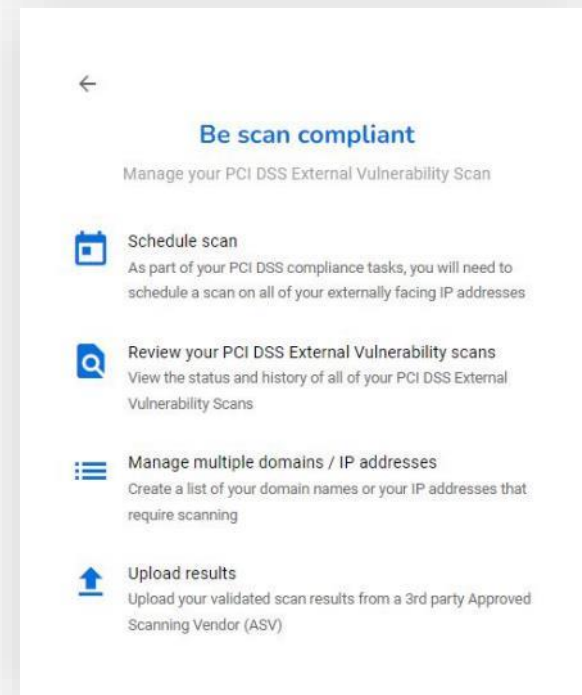 Be scan compliant
Manage your PCI DSS External Vulnerability Scan
Schedule scan
As part of your PCI DSS compliance tasks, you will need to
schedule a scan on all of your externally facing IP addresses
Review your PCI DSS External Vulnerability scans
View the status and history of all of your PCI DSS External
Vulnerability Scans
Manage multiple domains / IP addresses
Create a list of your domain names or your IP addresses that
require scanning
Upload results
Upload your validated scan results from a 3rd party Approved
Scanning Vendor (ASV)